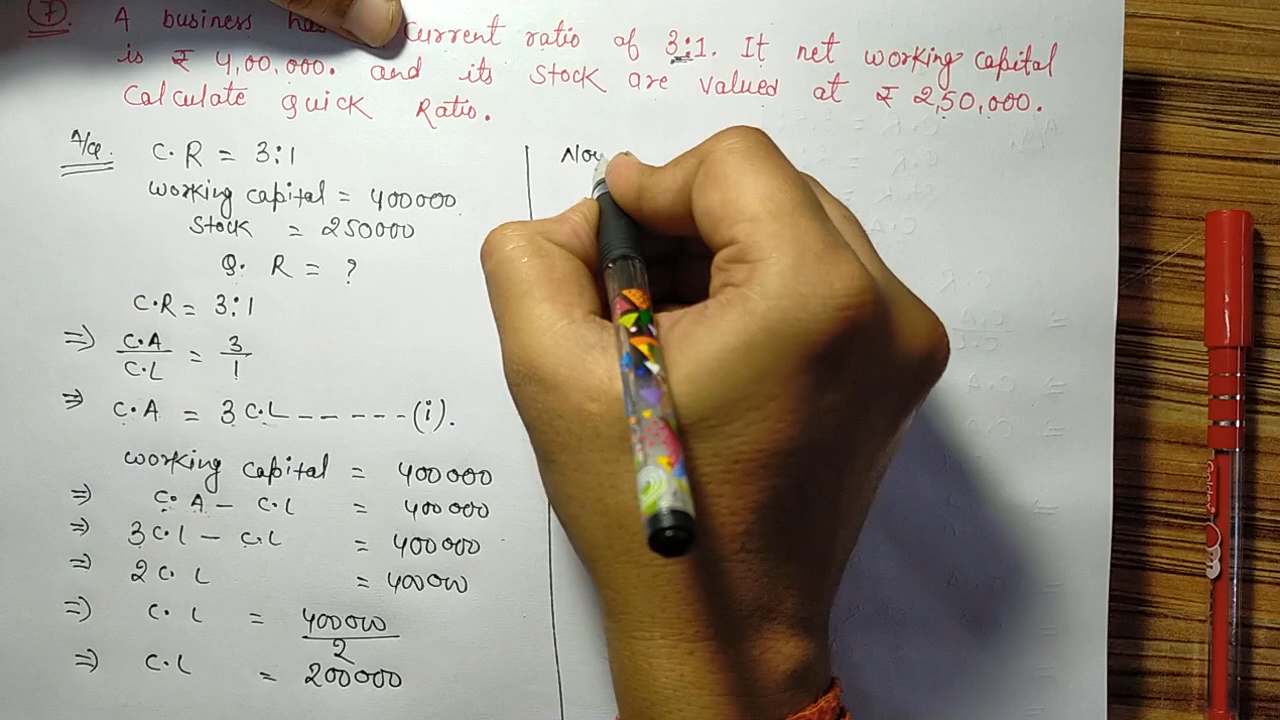 7. A business has current ratio of 3:1. It net working capital
is ₹ 4,00,000. and its stock are valued at ₹ 2,50,000.
Calculate quick Ratio.
A/q. C.R = 3:1
working capital = 400000
Stock = 250000
Q. R = ?
C.R = 3:1
=) C.A / C.L = 3 / 1
=) C.A = 3 C.L ------(i).
working capital = 400000
=) C.A - C.L = 400000
=) 3C.L - C.L = 400000
=) 2C.L = 400000
=) C.L = 400000 / 2
=) C.L = 200000
Now